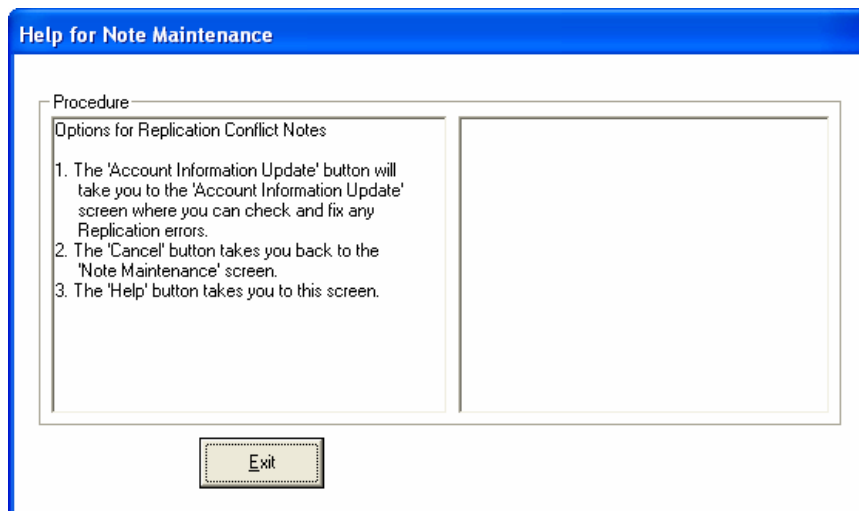 Help for Note Maintenance
Procedure
Options for Replication Conflict Notes
1. The 'Account Information Update' button will
take you to the 'Account Information Update'
screen where you can check and fix any
Replication errors.
2. The 'Cancel' button takes you back to the
'Note Maintenance' screen.
3. The 'Help' button takes you to this screen.
Exit